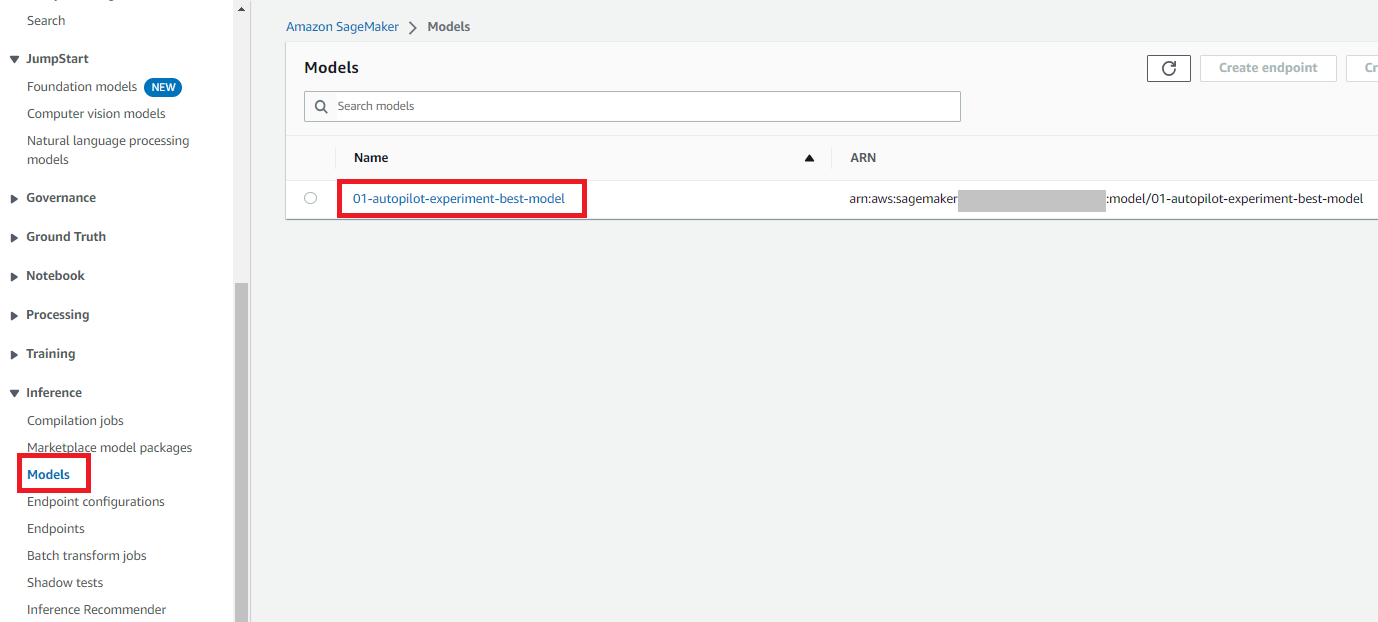 Search
JumpStart
Foundation models NEW
Computer vision models
Natural language processing
models
Governance
Ground Truth
Notebook
Processing
Training
Inference
Compilation jobs
Marketplace model packages
Models
Endpoint configurations
Endpoints
Batch transform jobs
Shadow tests
Inference Recommender
Amazon SageMaker > Models
Models
Create endpoint
Cr
Search models
Name
ARN
01-autopilot-experiment-best-model
arn:aws:sagemaker :model/01-autopilot-experiment-best-model